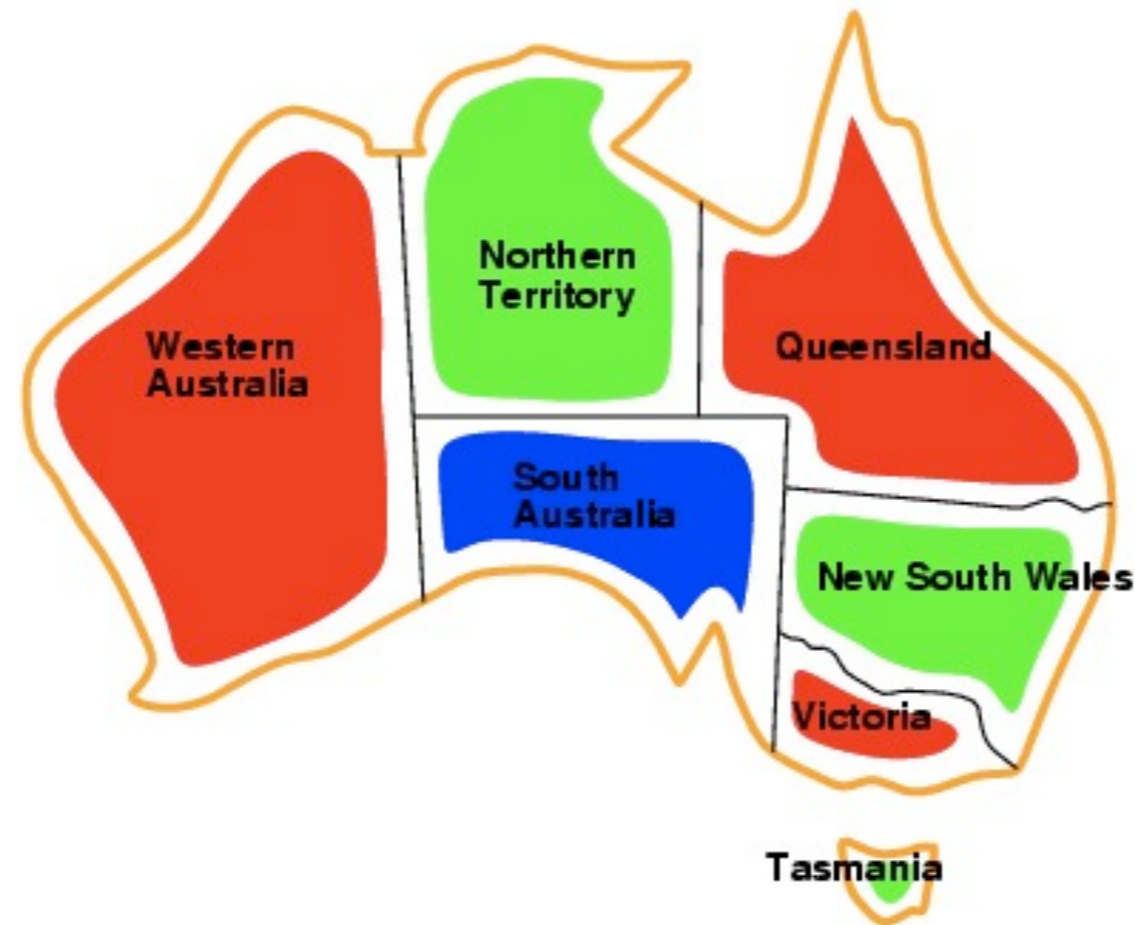 Northern
Territory
Western
Australia
Queensland
South
Australia
New South Wales
Victoria
Tasmania